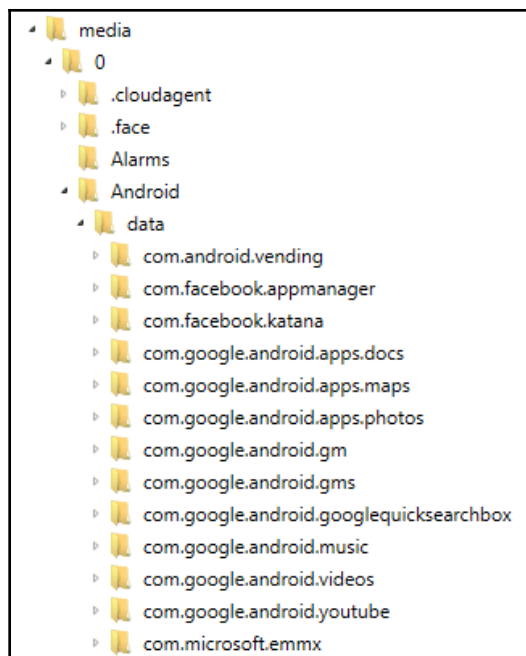 media
0
.cloudagent
.face
Alarms
Android
data
com.android.vending
com.facebook.appmanager
com.facebook.katana
com.google.android.apps.docs
com.google.android.apps.maps
com.google.android.apps.photos
com.google.android.gm
com.google.android.gms
com.google.android.googlequicksearchbox
com.google.android.music
com.google.android.videos
com.google.android.youtube
com.microsoft.emmx